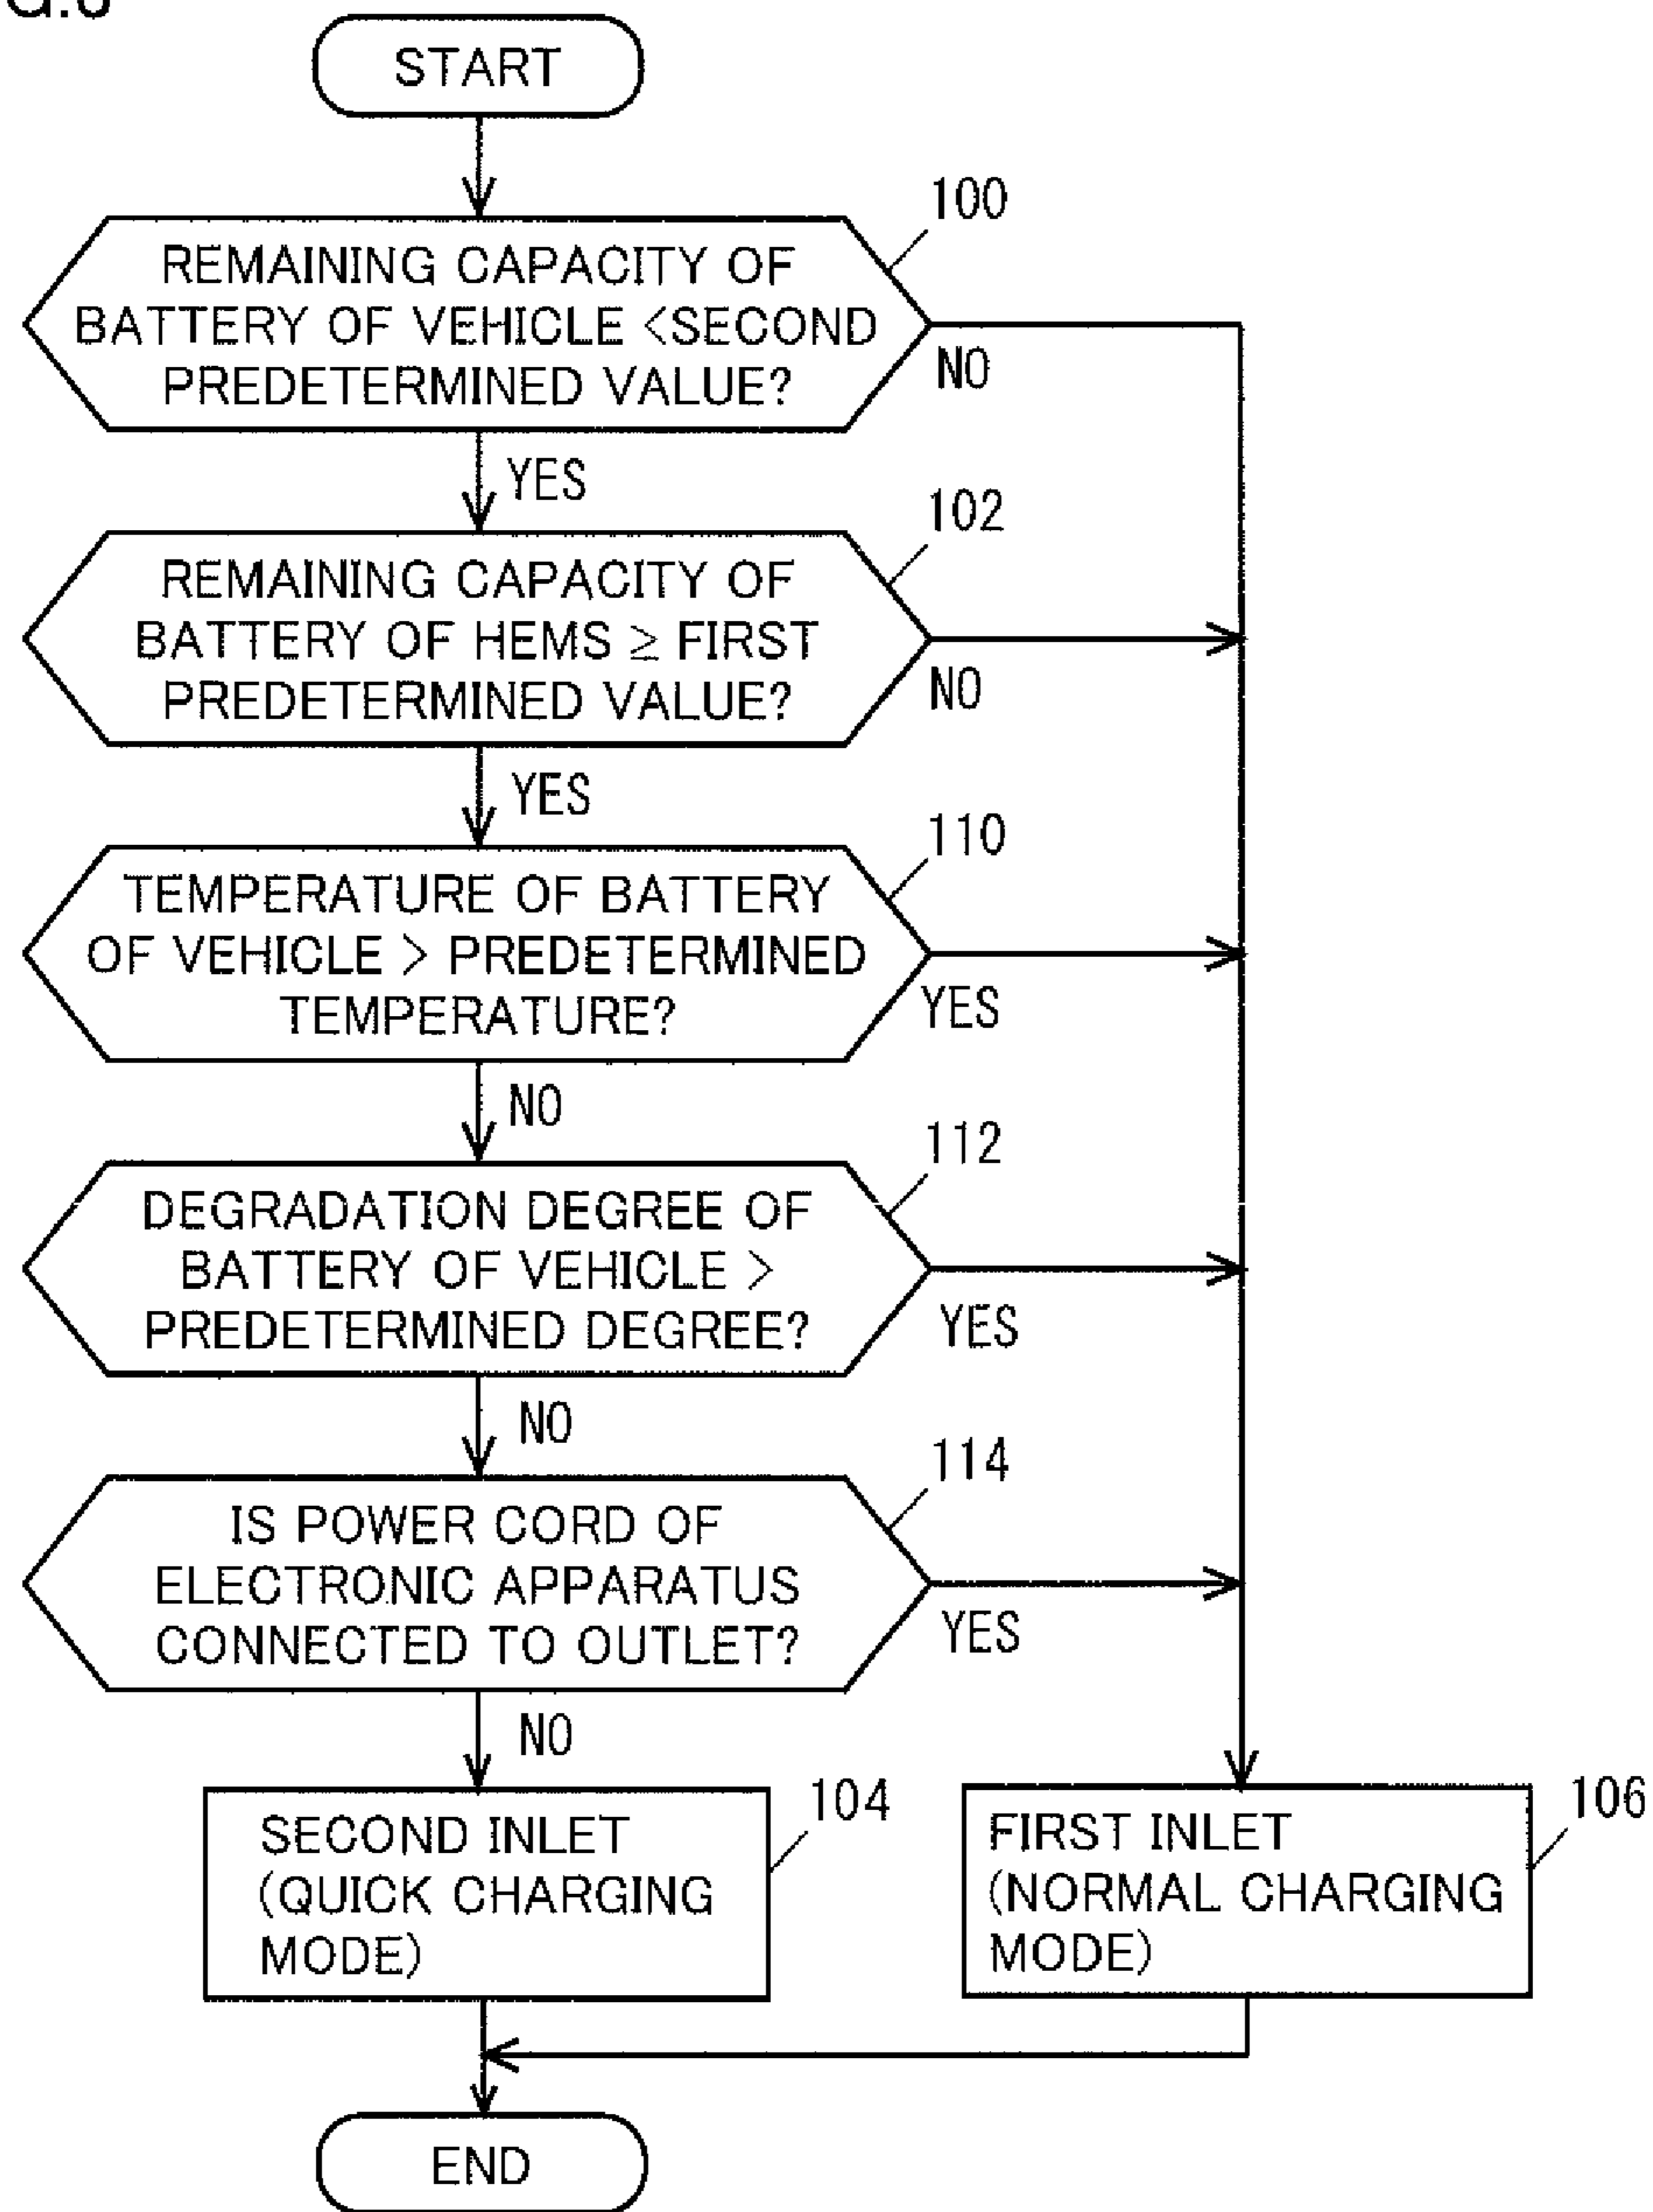 START
100
REMAINING CAPACITY OF
BATTERY OF VEHICLE <SECOND
PREDETERMINED VALUE?
NO
YES
102
REMAINING CAPACITY OF
BATTERY OF HEMS ≥ FIRST
PREDETERMINED VALUE?
NO
YES
110
TEMPERATURE OF BATTERY
OF VEHICLE > PREDETERMINED
TEMPERATURE?
YES
NO
112
DEGRADATION DEGREE OF
BATTERY OF VEHICLE >
PREDETERMINED DEGREE?
YES
NO
114
IS POWER CORD OF
ELECTRONIC APPARATUS
CONNECTED TO OUTLET?
YES
NO
104
SECOND INLET
(QUICK CHARGING
MODE)
106
FIRST INLET
(NORMAL CHARGING
MODE)
END